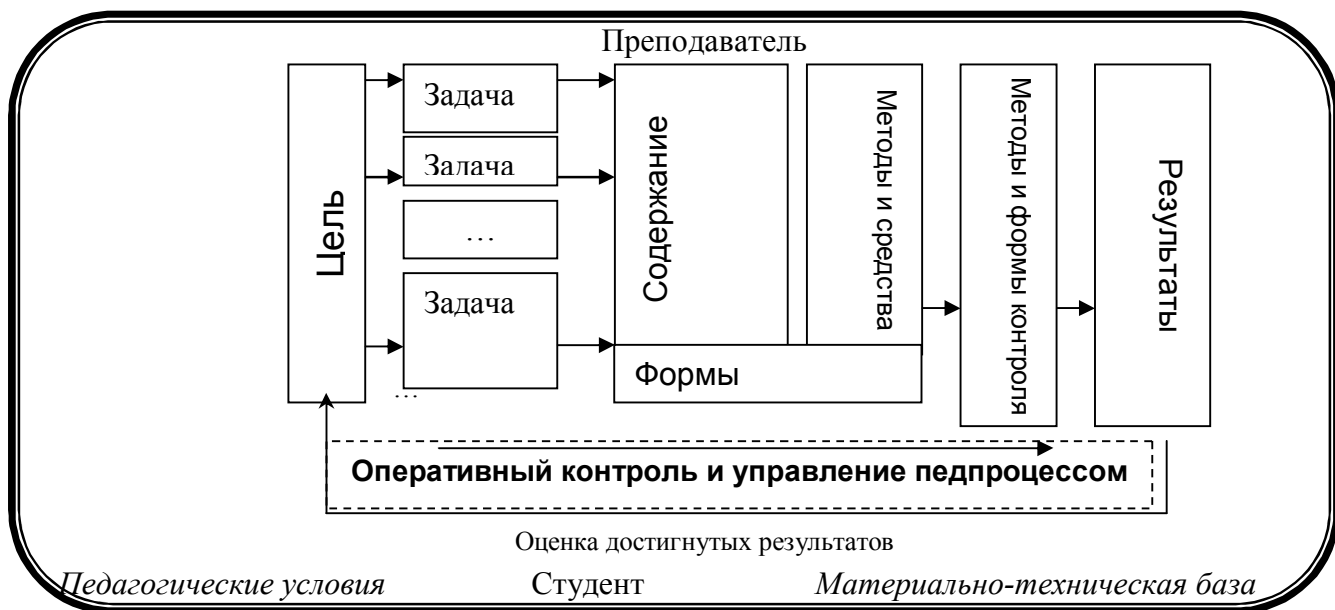 Преподаватель
Цель
Задача
Задача
…
Задача
…
Содержание
Формы
Методы и средства
Методы и формы контроля
Результаты
Оперативный контроль и управление педпроцессом
Оценка достигнутых результатов
Педагогические условия Студент Материально-техническая база